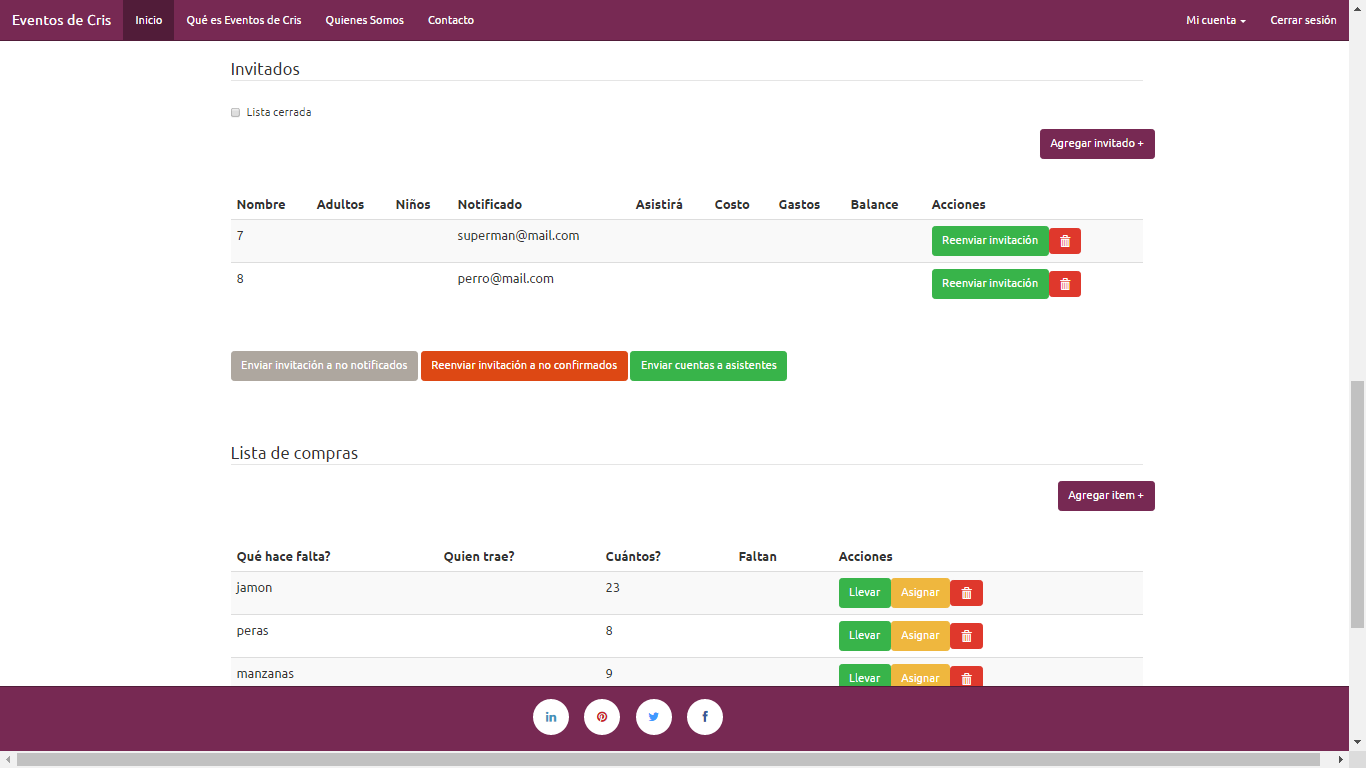 Eventos de Cris Inicio Qué es Eventos de Cris Quienes Somos Contacto Mi cuenta Cerrar sesión
Invitados
Lista cerrada
Agregar invitado +
Nombre Adultos Niños Notificado Asistirá Costo Gastos Balance Acciones
7 superman@mail.com Reenviar invitación
8 perro@mail.com Reenviar invitación
Enviar invitación a no notificados Reenviar invitación a no confirmados Enviar cuentas a asistentes
Lista de compras
Agregar item +
Qué hace falta? Quien trae? Cuántos? Faltan Acciones
jamon 23 Llevar Asignar
peras 8 Llevar Asignar
manzanas 9 Llevar Asignar